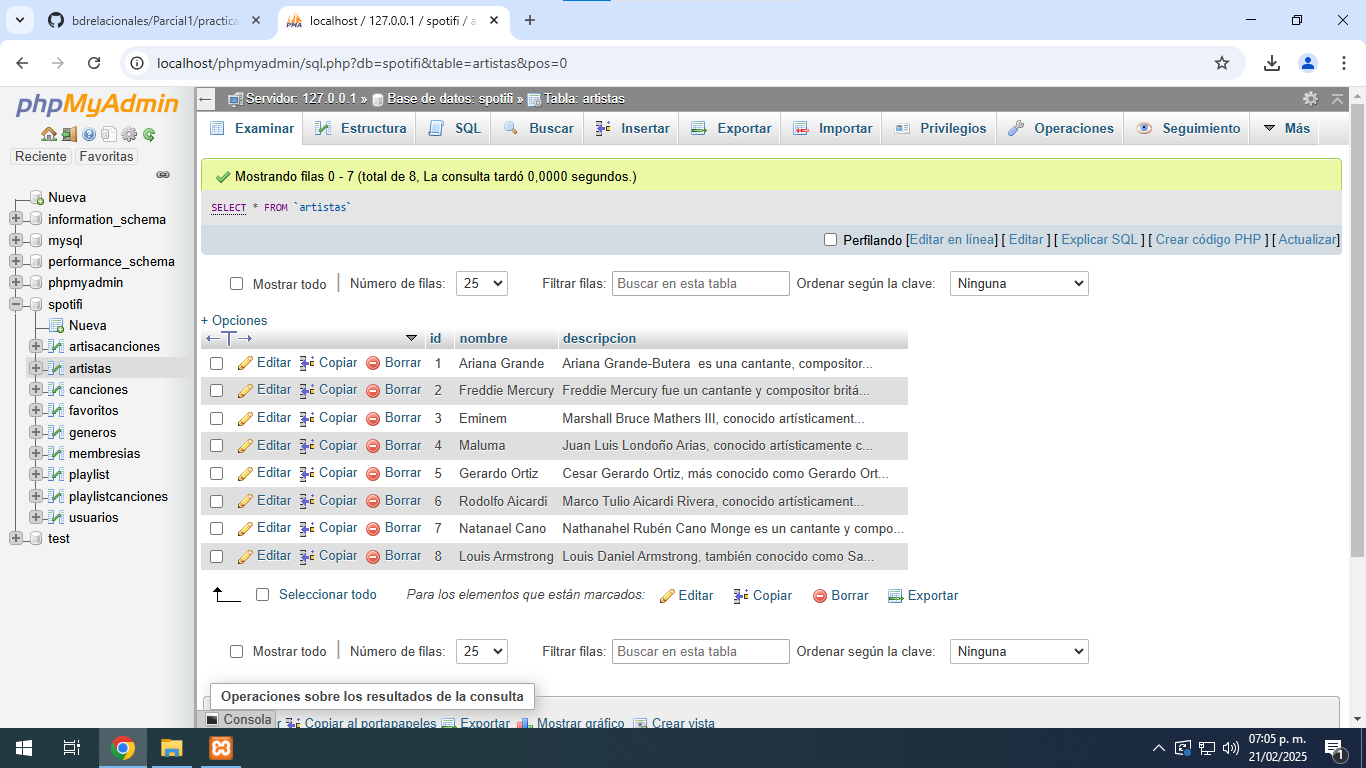 bdrelacionales/Parcial1/practica
localhost / 127.0.0.1 / spotifi / a
localhost/phpmyadmin/sql.php?db=spotifi&table=artistas&pos=0
phpMyAdmin
Reciente Favoritas
Nueva
information_schema
mysql
performance_schema
phpmyadmin
spotifi
Nueva
artisacanciones
artistas
canciones
favoritos
generos
membresias
playlist
playlistcanciones
usuarios
test
Servidor: 127.0.0.1 » Base de datos: spotifi » Tabla: artistas
Examinar Estructura SQL Buscar Insertar Exportar Importar Privilegios Operaciones Seguimiento Más
Mostrando filas 0 - 7 (total de 8, La consulta tardó 0,0000 segundos.)
SELECT * FROM `artistas`
Perfilando [Editar en línea] [ Editar ] [ Explicar SQL ] [ Crear código PHP ] [ Actualizar]
Mostrar todo Número de filas: 25 Filtrar filas: Buscar en esta tabla Ordenar según la clave: Ninguna
+ Opciones
id nombre descripcion
Editar Copiar Borrar 1 Ariana Grande Ariana Grande-Butera  es una cantante, compositor...
Editar Copiar Borrar 2 Freddie Mercury Freddie Mercury fue un cantante y compositor britá...
Editar Copiar Borrar 3 Eminem Marshall Bruce Mathers III, conocido artísticament...
Editar Copiar Borrar 4 Maluma Juan Luis Londoño Arias, conocido artísticamente c...
Editar Copiar Borrar 5 Gerardo Ortiz Cesar Gerardo Ortiz, más conocido como Gerardo Ort...
Editar Copiar Borrar 6 Rodolfo Aicardi Marco Tulio Aicardi Rivera, conocido artísticament...
Editar Copiar Borrar 7 Natanael Cano Nathanahel Rubén Cano Monge es un cantante y compo...
Editar Copiar Borrar 8 Louis Armstrong Louis Daniel Armstrong, también conocido como Sa...
Seleccionar todo Para los elementos que están marcados: Editar Copiar Borrar Exportar
Mostrar todo Número de filas: 25 Filtrar filas: Buscar en esta tabla Ordenar según la clave: Ninguna
Operaciones sobre los resultados de la consulta
Consola
Copiar al portapapeles Exportar Mostrar gráfico Crear vista
07:05 p. m.
21/02/2025
1